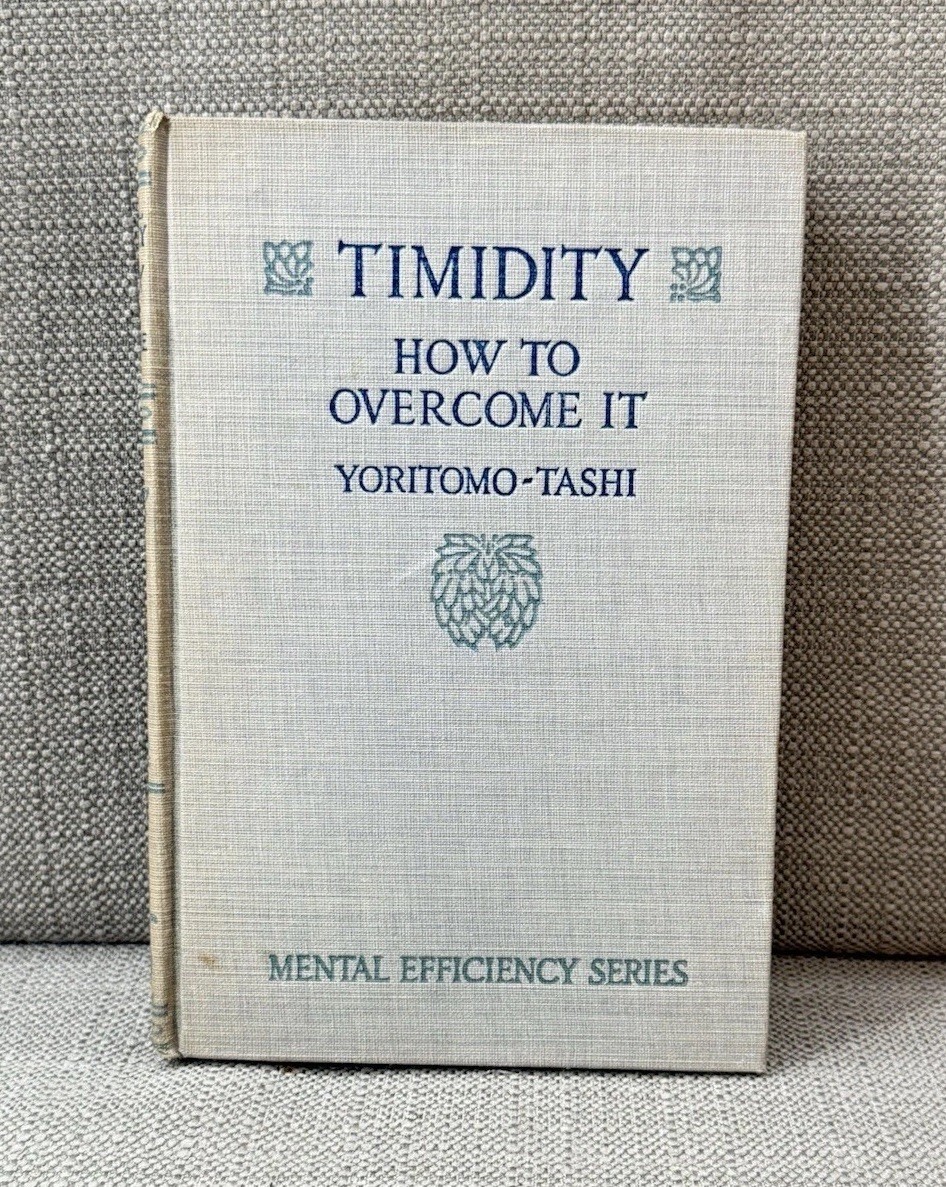 TIMIDITY
HOW TO
OVERCOME IT
YORITOMO-TASHI
MENTAL EFFICIENCY SERIES